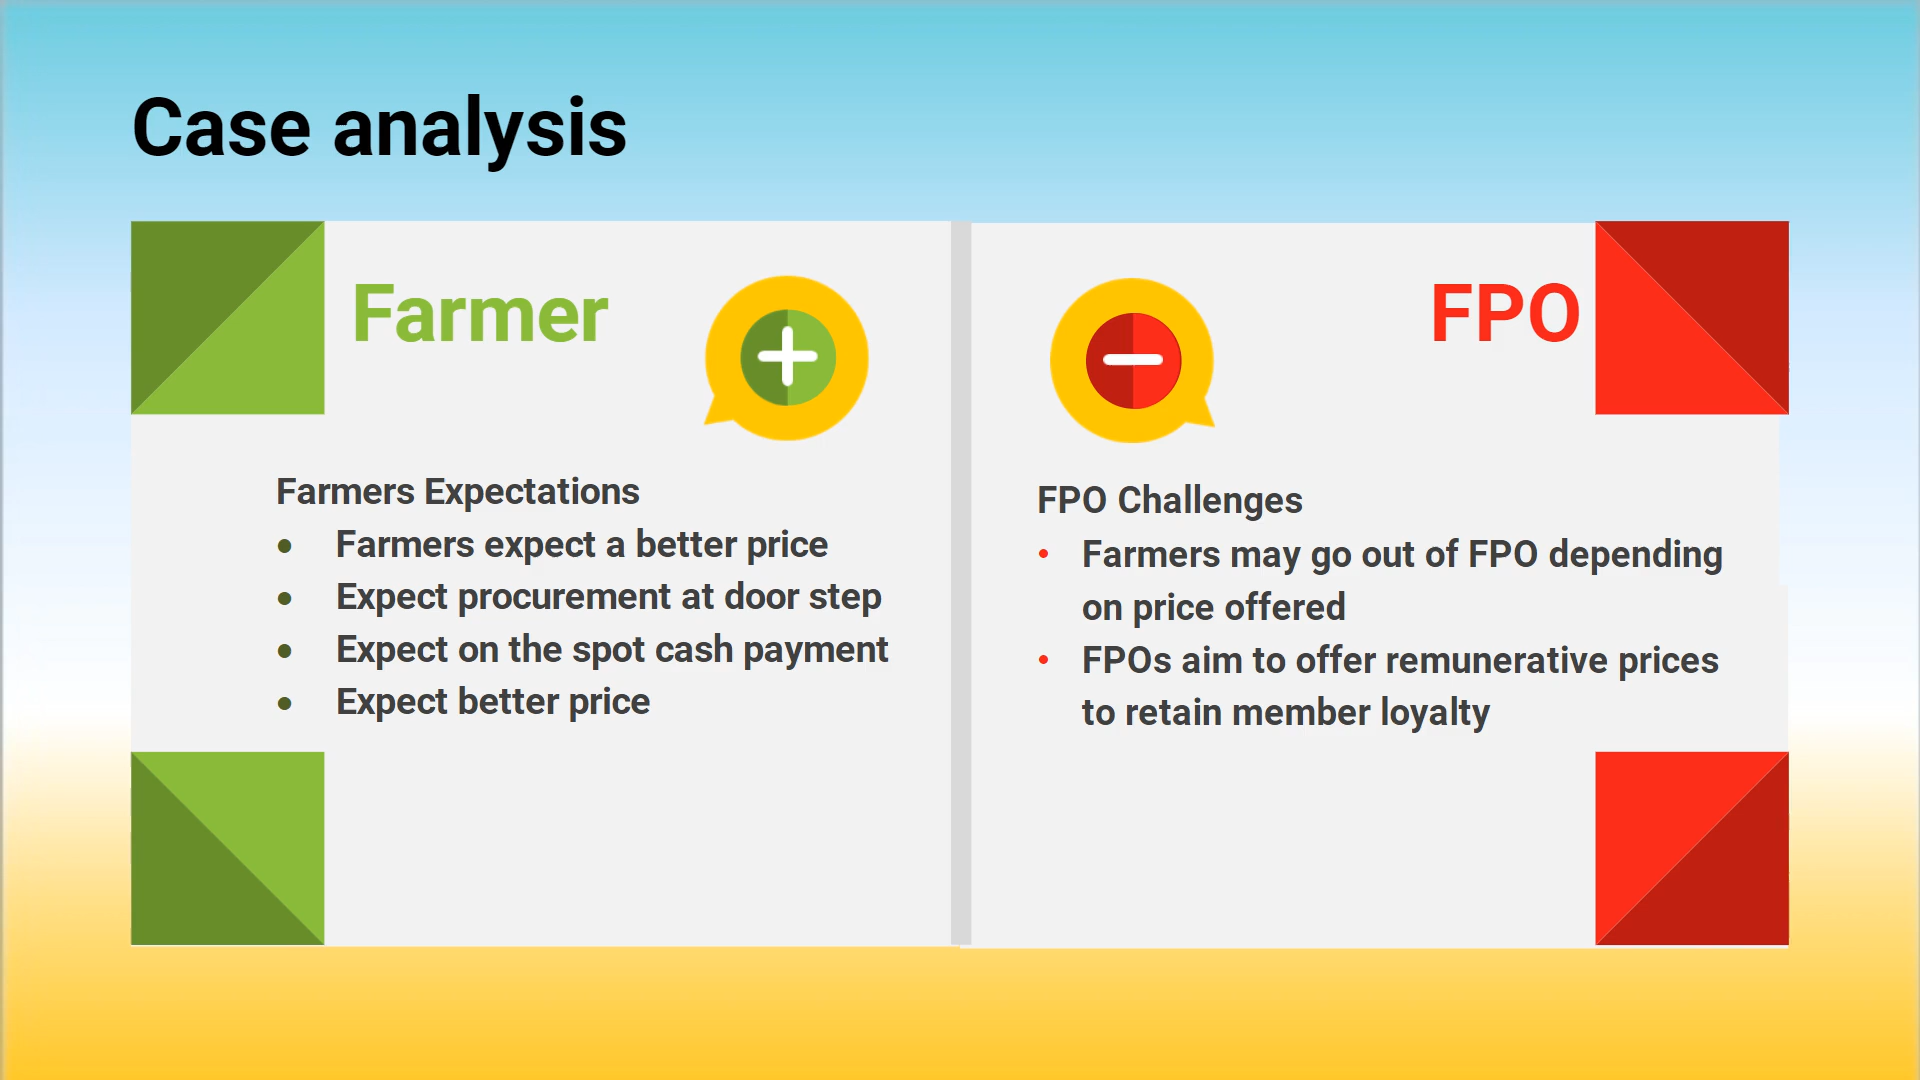 Case analysis
Farmer
Farmers Expectations
• Farmers expect a better price
• Expect procurement at door step
• Expect on the spot cash payment
• Expect better price
FPO
FPO Challenges
• Farmers may go out of FPO depending
on price offered
• FPOs aim to offer remunerative prices
to retain member loyalty